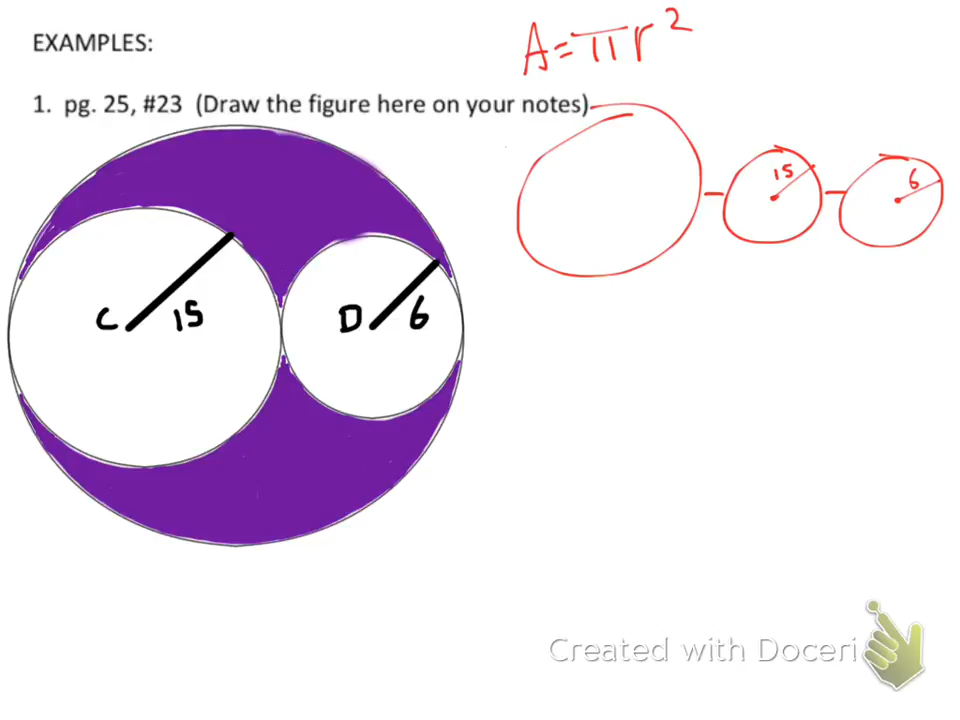 EXAMPLES:
A = πr²
1. pg. 25, #23 (Draw the figure here on your notes)
15
6
C 15 D 6
Created with Doceri